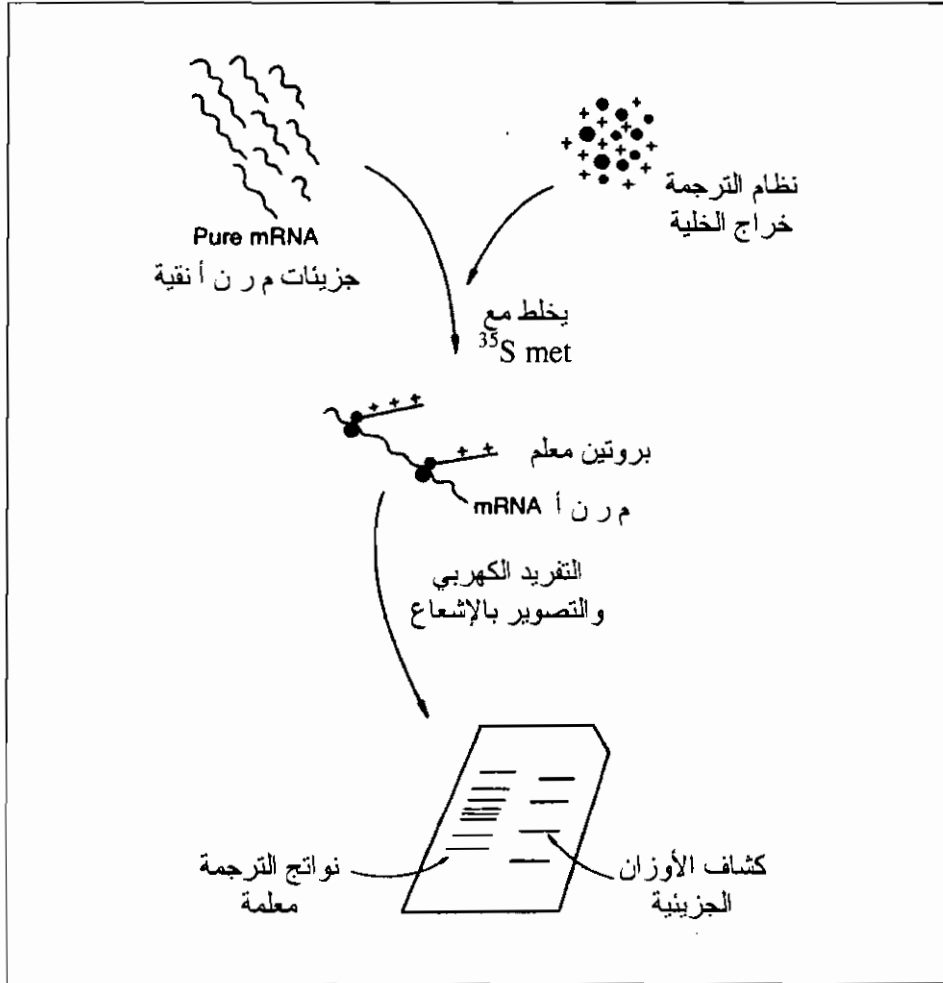 نظام الترجمة
خراج الخلية
Pure mRNA
جزيئات م ر ن أ نقية
يخلط مع
³⁵S met
بروتين معلم
م ر ن أ mRNA
التفريد الكهربي
والتصوير بالإشعاع
كشاف الأوزان
الجزيئية
نواتج الترجمة
معلمة